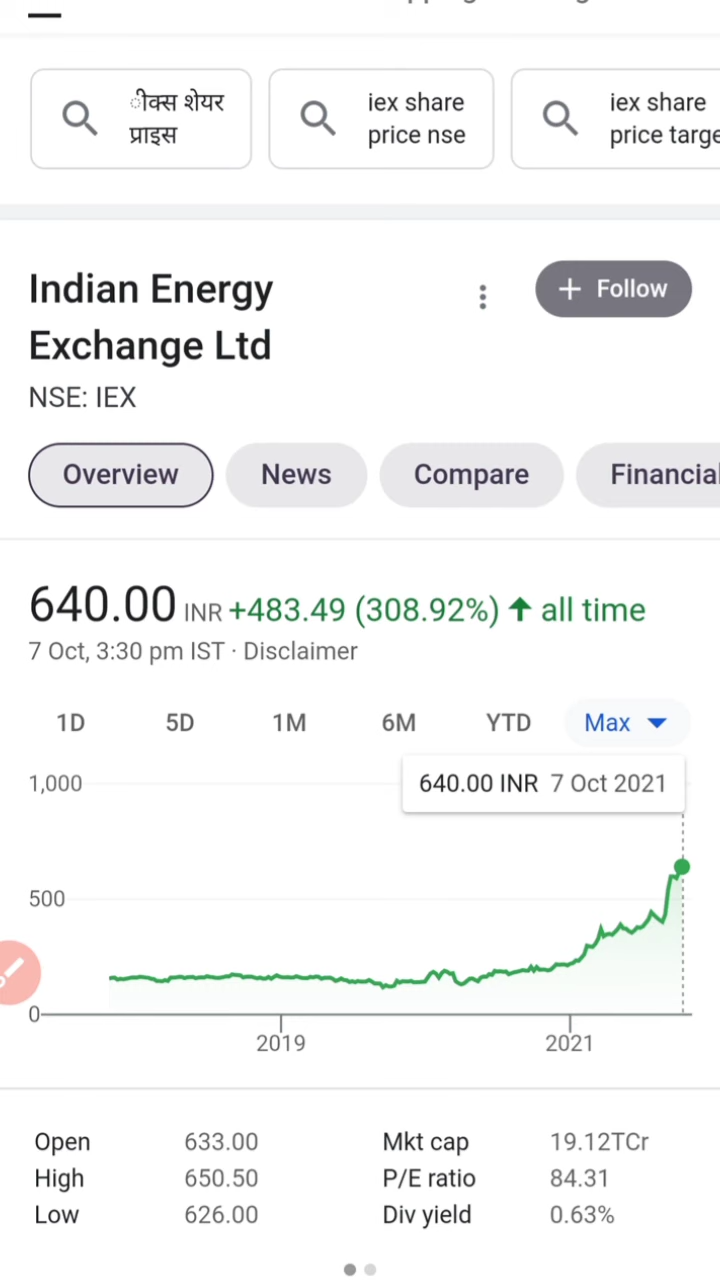 ीक्स शेयर
प्राइस
iex share
price nse
iex share
price targe
Indian Energy
Exchange Ltd
+ Follow
NSE: IEX
Overview
News
Compare
Financial
640.00 INR +483.49 (308.92%) ↑ all time
7 Oct, 3:30 pm IST · Disclaimer
1D 5D 1M 6M YTD Max
640.00 INR 7 Oct 2021
1,000
500
0
2019 2021
Open 633.00 Mkt cap 19.12TCr
High 650.50 P/E ratio 84.31
Low 626.00 Div yield 0.63%